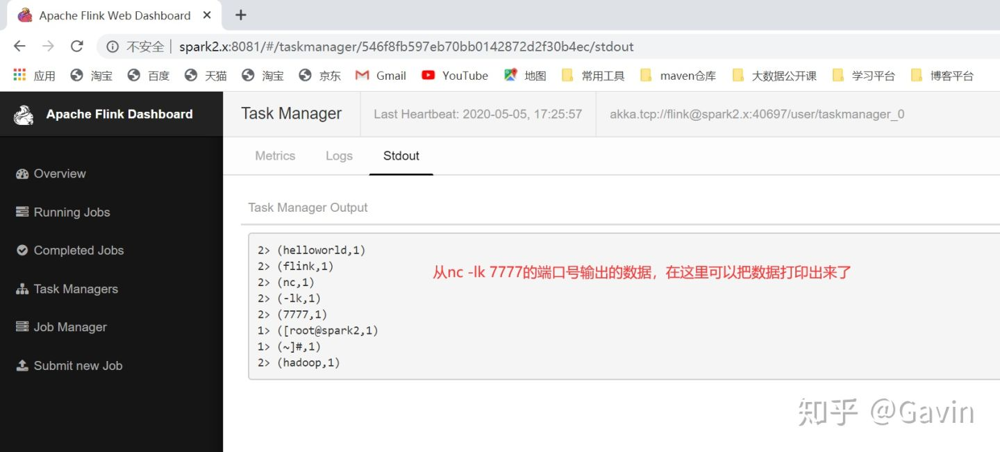 Apache Flink Web Dashboard
不安全 | spark2.x:8081/#/taskmanager/546f8fb597eb70bb0142872d2f30b4ec/stdout
应用 淘宝 百度 天猫 淘宝 京东 Gmail YouTube 地图 常用工具 maven仓库 大数据公开课 学习平台 博客平台
Apache Flink Dashboard
Task Manager Last Heartbeat: 2020-05-05, 17:25:57 akka.tcp://flink@spark2.x:40697/user/taskmanager_0
Metrics Logs Stdout
Overview
Running Jobs
Completed Jobs
Task Managers
Job Manager
Submit new Job
Task Manager Output
2> (helloworld,1)
2> (flink,1)
2> (nc,1)
2> (-lk,1)
2> (7777,1)
1> ([root@spark2,1)
1> (~]#,1)
2> (hadoop,1)
从nc -lk 7777的端口号输出的数据，在这里可以把数据打印出来了
知乎 @Gavin